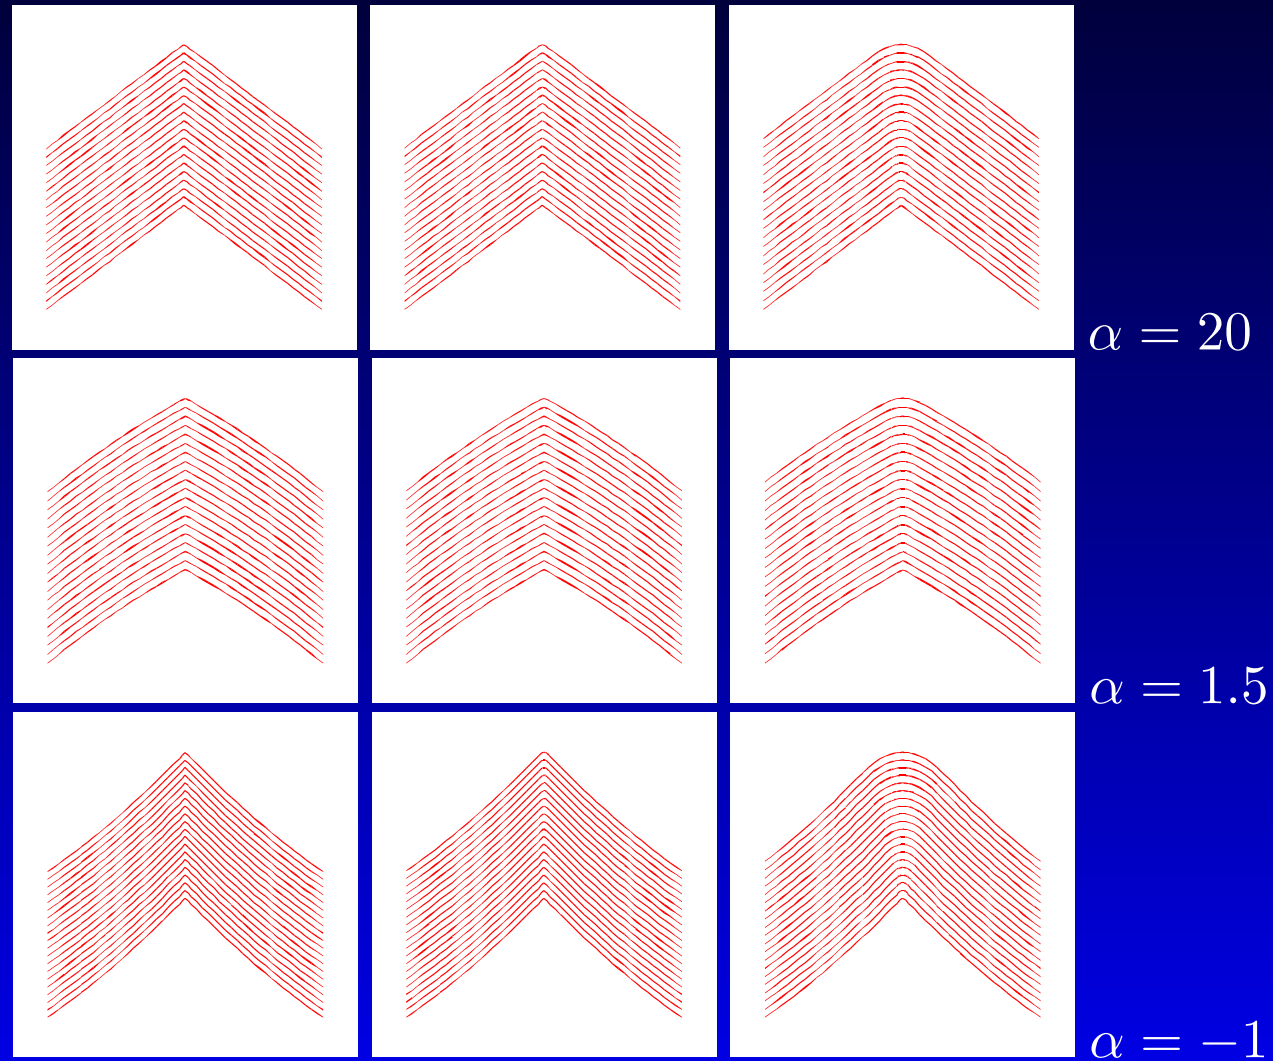 α = 20
α = 1.5
α = −1